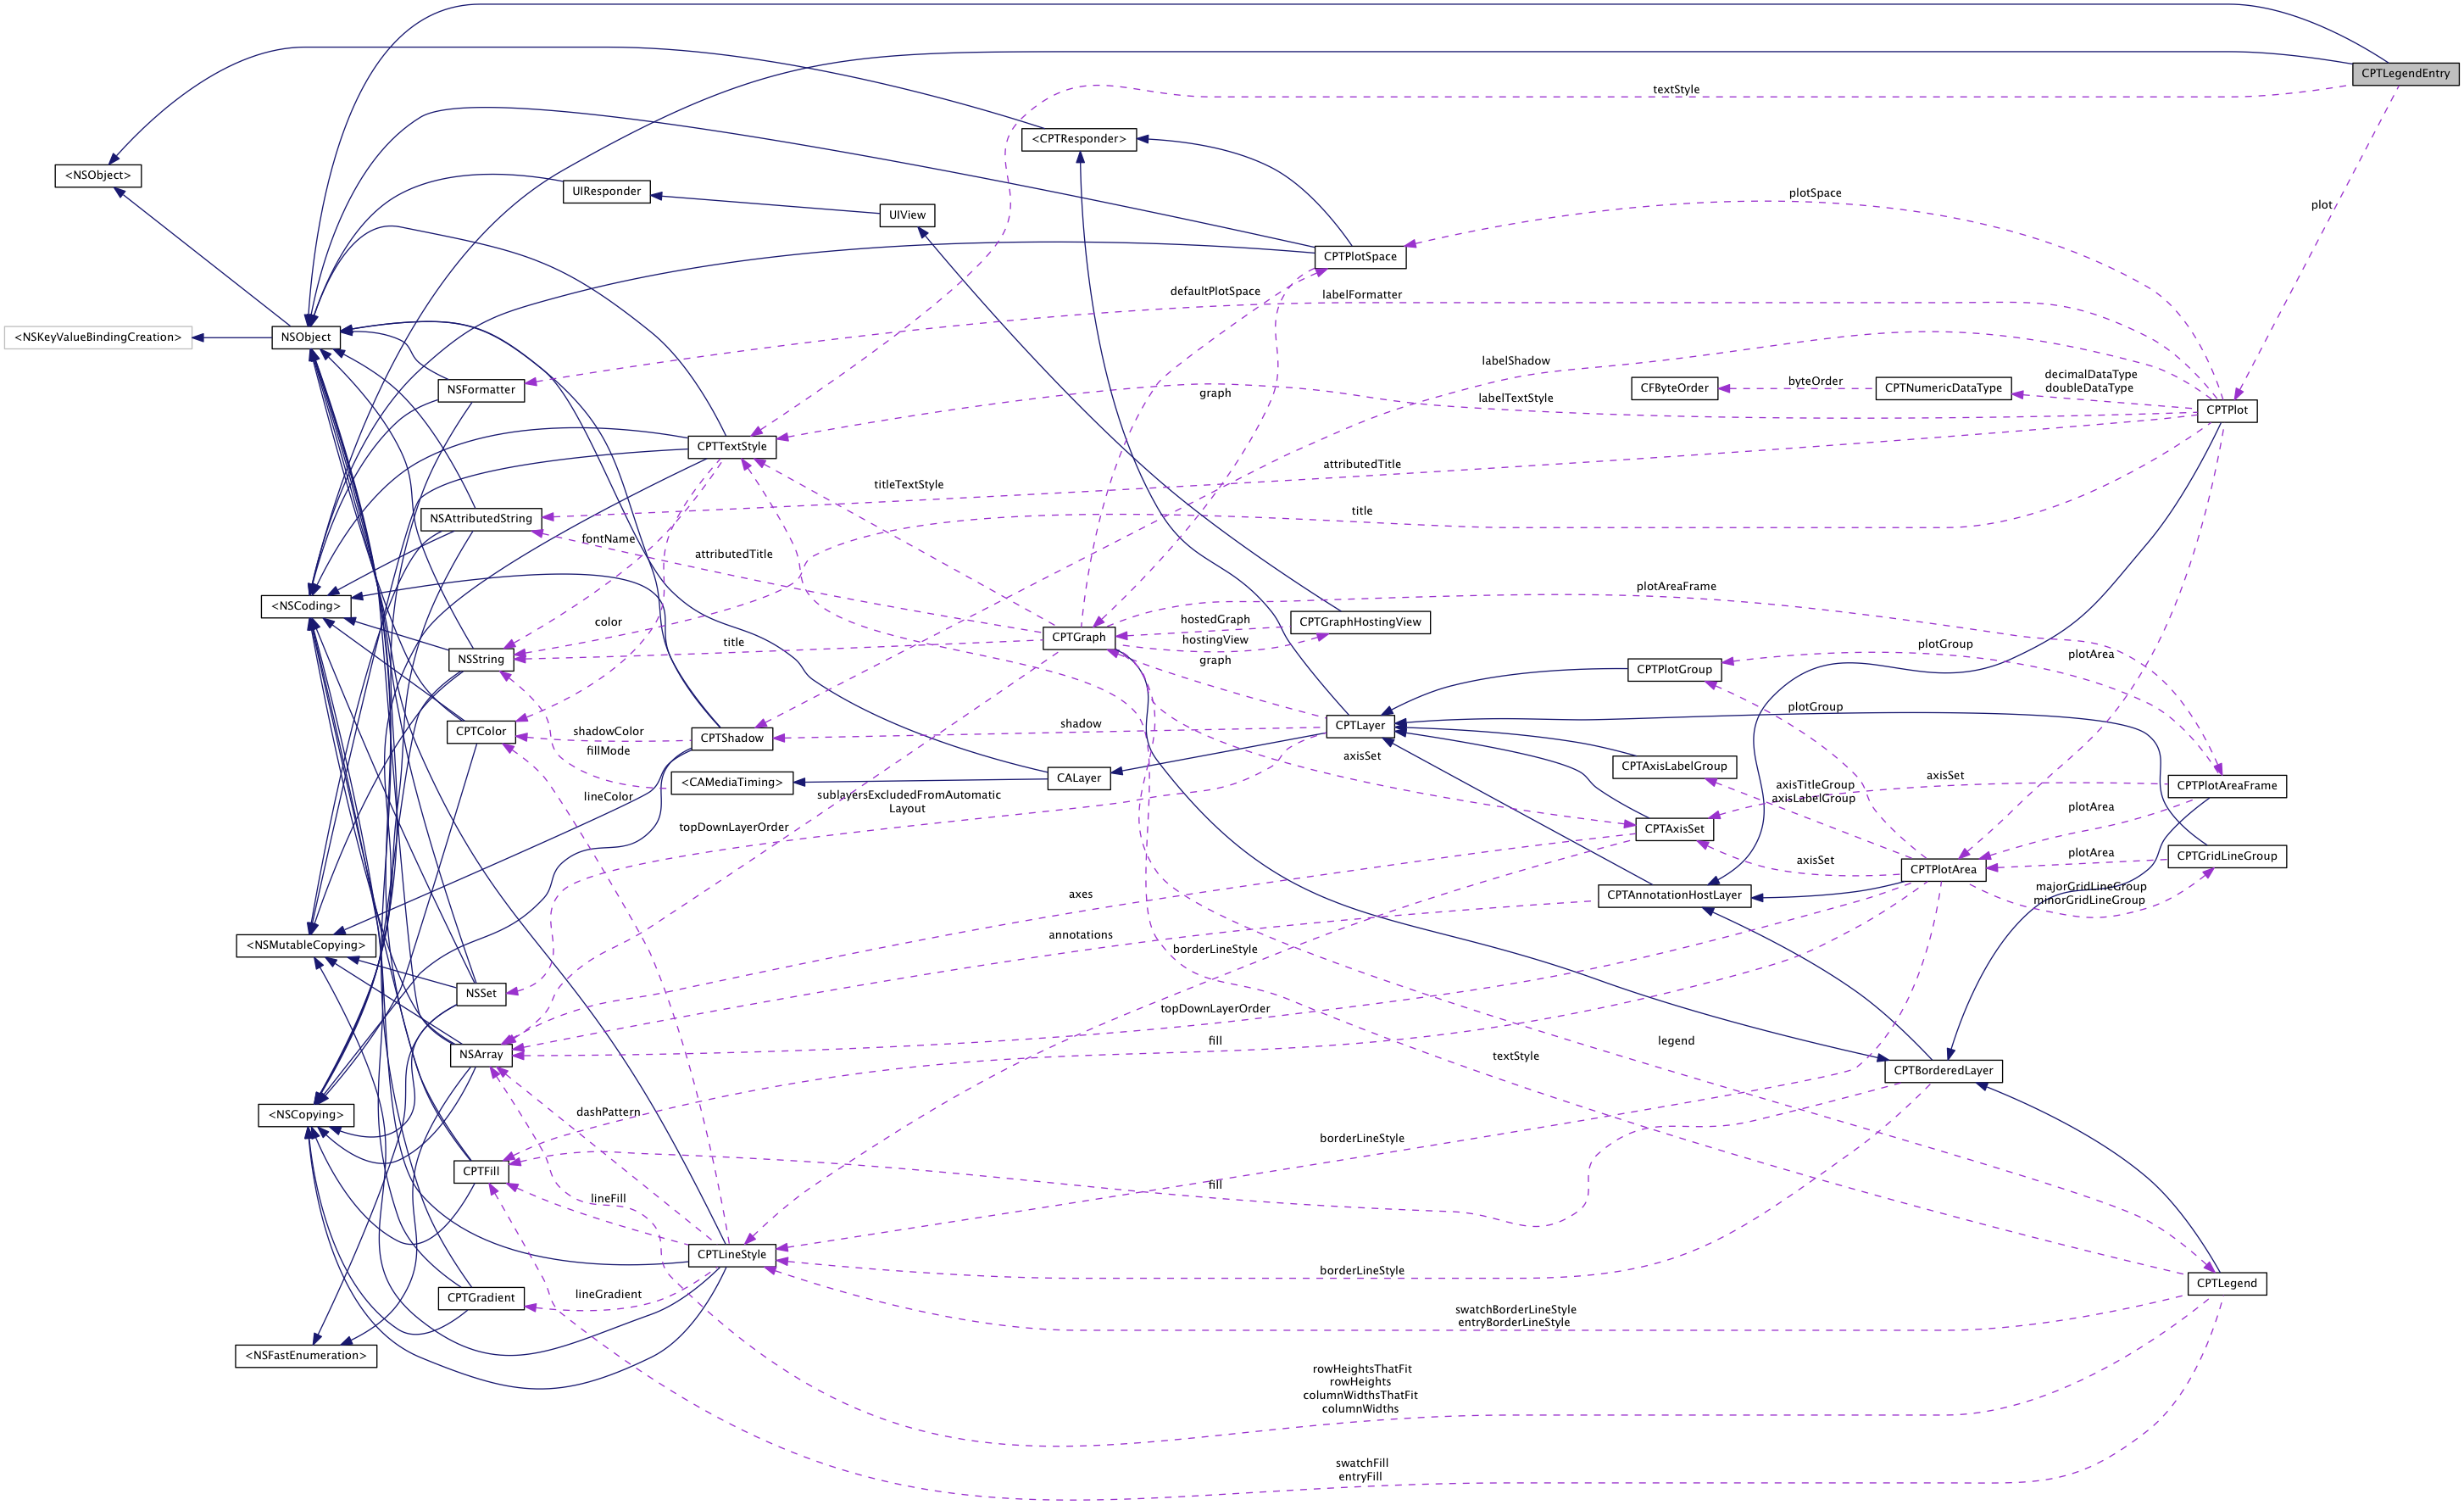 CPTLegendEntry
textStyle
<CPTResponder>
<NSObject>
UIResponder
plotSpace
plot
UIView
CPTPlotSpace
defaultPlotSpace
labelFormatter
<NSKeyValueBindingCreation>
NSObject
labelShadow
decimalDataType
doubleDataType
byteOrder
CFByteOrder
CPTNumericDataType
NSFormatter
graph
labelTextStyle
CPTPlot
CPTTextStyle
attributedTitle
titleTextStyle
NSAttributedString
title
fontName
attributedTitle
plotAreaFrame
<NSCoding>
color
hostedGraph
CPTGraphHostingView
CPTGraph
hostingView
title
graph
plotGroup
plotArea
NSString
CPTPlotGroup
plotGroup
shadow
CPTLayer
shadowColor
CPTColor
CPTShadow
fillMode
axisSet
CPTAxisLabelGroup
axisSet
<CAMediaTiming>
CALayer
axisTitleGroup
axisLabelGroup
CPTPlotAreaFrame
lineColor
sublayersExcludedFromAutomatic
Layout
plotArea
topDownLayerOrder
CPTAxisSet
plotArea
CPTGridLineGroup
axisSet
CPTPlotArea
majorGridLineGroup
minorGridLineGroup
axes
CPTAnnotationHostLayer
annotations
<NSMutableCopying>
borderLineStyle
NSSet
topDownLayerOrder
fill
legend
NSArray
textStyle
CPTBorderedLayer
<NSCopying>
dashPattern
borderLineStyle
CPTFill
lineFill
fill
CPTLineStyle
borderLineStyle
CPTLegend
lineGradient
CPTGradient
swatchBorderLineStyle
entryBorderLineStyle
<NSFastEnumeration>
rowHeightsThatFit
rowHeights
columnWidthsThatFit
columnWidths
swatchFill
entryFill